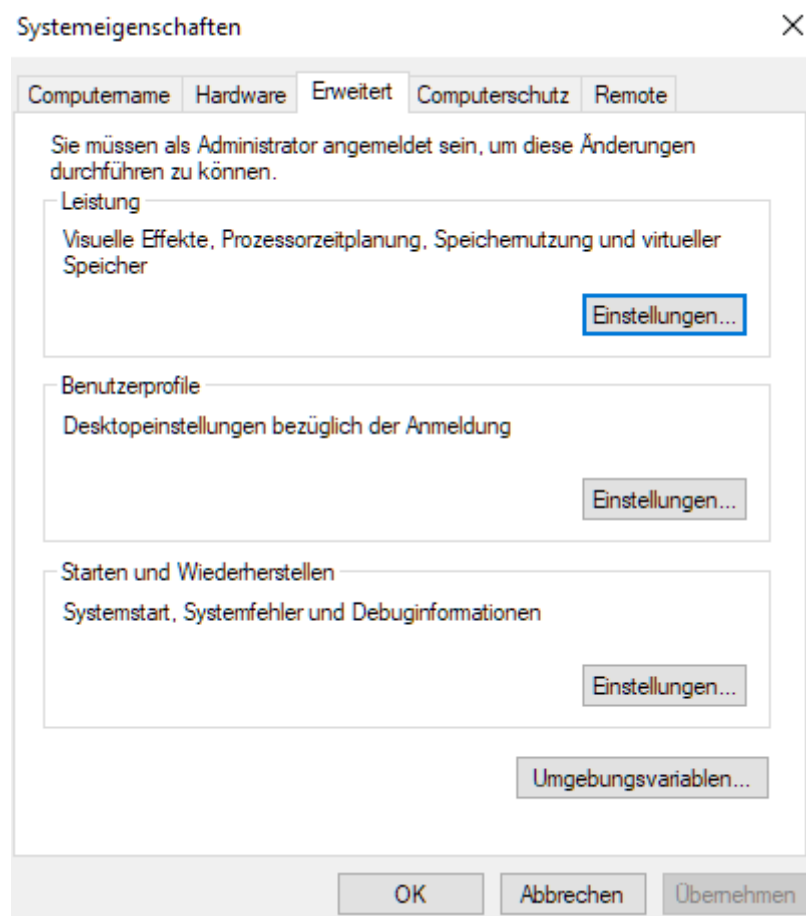 Systemeigenschaften
Computername Hardware Erweitert Computerschutz Remote
Sie müssen als Administrator angemeldet sein, um diese Änderungen
durchführen zu können.
Leistung
Visuelle Effekte, Prozessorzeitplanung, Speichernutzung und virtueller
Speicher
Einstellungen...
Benutzerprofile
Desktopeinstellungen bezüglich der Anmeldung
Einstellungen...
Starten und Wiederherstellen
Systemstart, Systemfehler und Debuginformationen
Einstellungen...
Umgebungsvariablen...
OK Abbrechen Übernehmen